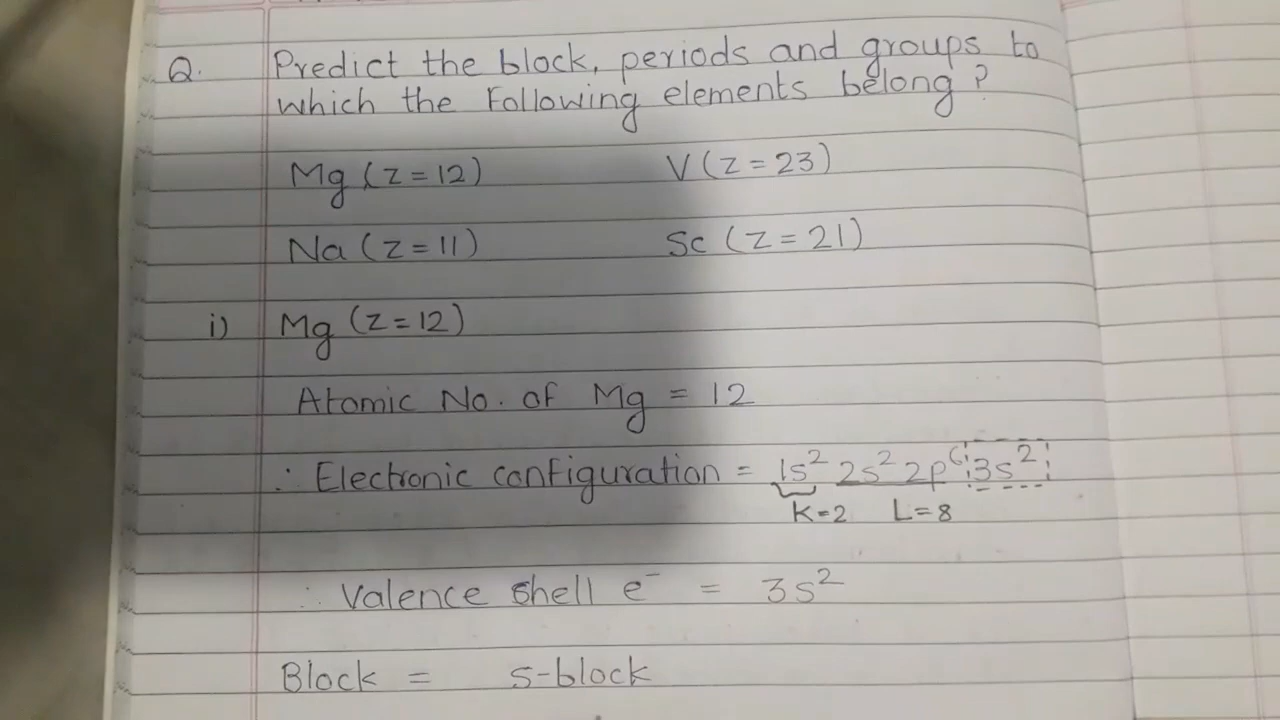 Q. Predict the block, periods and groups to
which the following elements belong?
Mg (Z=12) V (Z=23)
Na (Z=11) Sc (Z=21)
i) Mg (Z=12)
Atomic No. of Mg = 12
∴ Electronic configuration = 1s² 2s² 2p⁶ 3s²
K=2 L=8
∴ Valence shell e⁻ = 3s²
Block = s-block